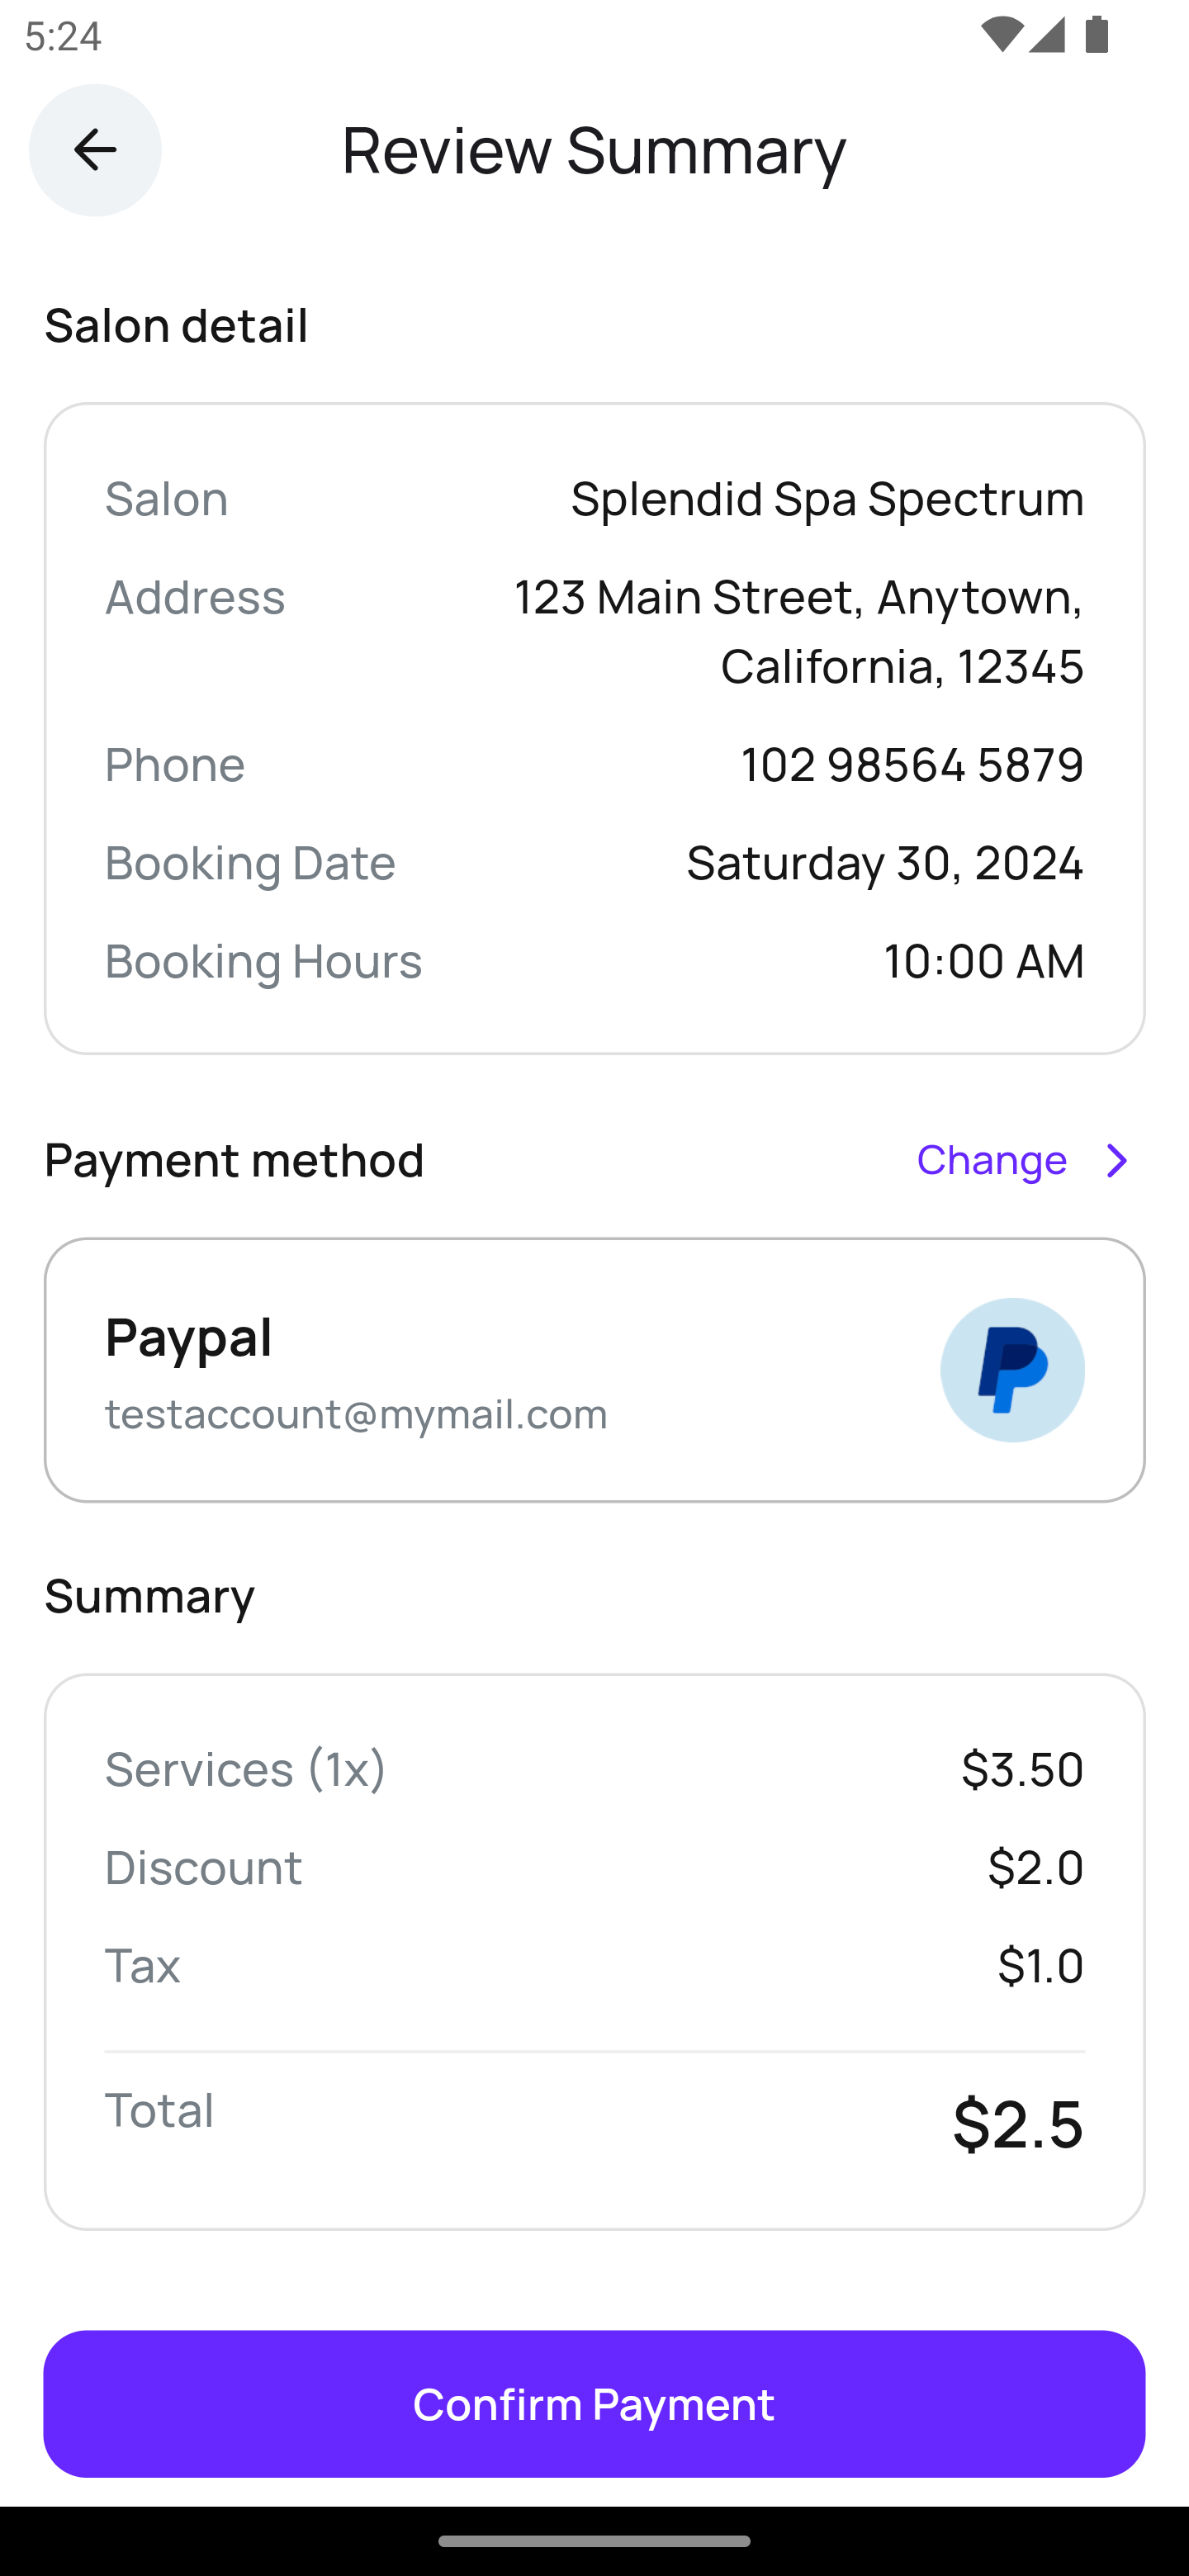 5:24
Review Summary
Salon detail
Salon Splendid Spa Spectrum
Address 123 Main Street, Anytown,
California, 12345
Phone 102 98564 5879
Booking Date Saturday 30, 2024
Booking Hours 10:00 AM
Payment method Change
Paypal
testaccount@mymail.com
Summary
Services (1x) $3.50
Discount $2.0
Tax $1.0
Total $2.5
Confirm Payment